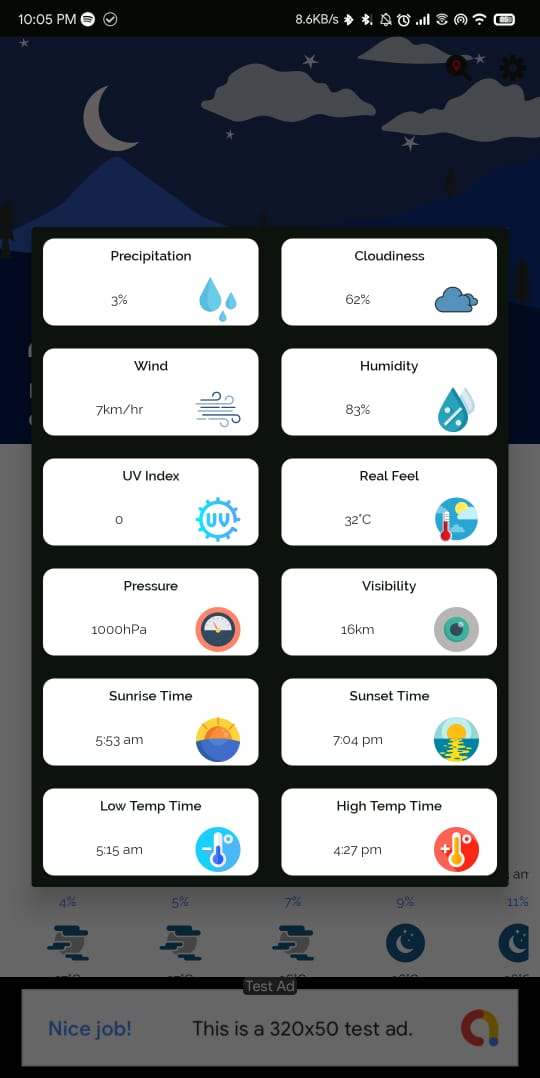 10:05 PM
8.6KB/s
85
Precipitation
3%
Cloudiness
62%
Wind
7km/hr
Humidity
83%
UV Index
0
UV
Real Feel
32°C
Pressure
1000hPa
Visibility
16km
Sunrise Time
5:53 am
Sunset Time
7:04 pm
Low Temp Time
5:15 am
High Temp Time
4:27 pm
am
4%
5%
7%
9%
11%
Test Ad
Nice job!
This is a 320x50 test ad.